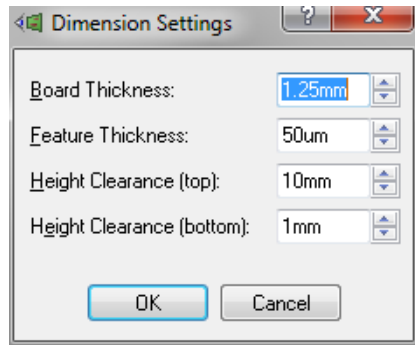 Dimension Settings
Board Thickness: 1.25mm
Feature Thickness: 50um
Height Clearance (top): 10mm
Height Clearance (bottom): 1mm
OK Cancel